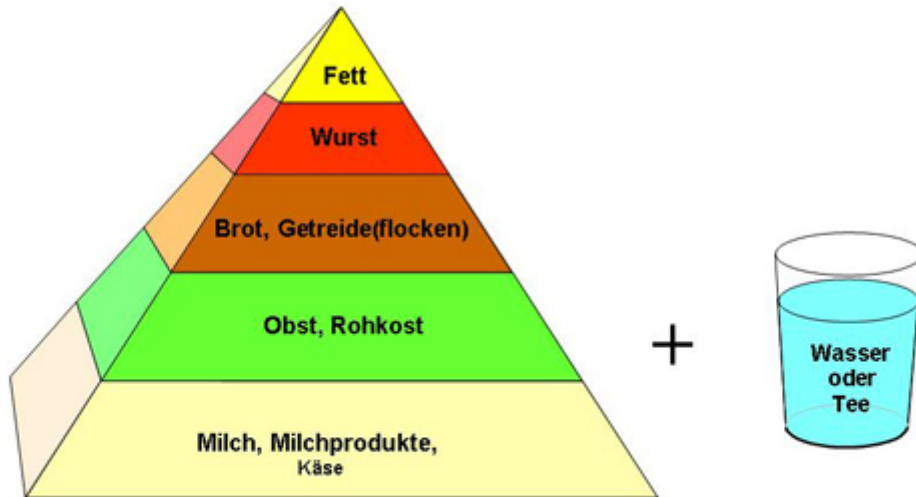 Fett
Wurst
Brot, Getreide(flocken)
Obst, Rohkost
Milch, Milchprodukte,
Käse
+
Wasser
oder
Tee